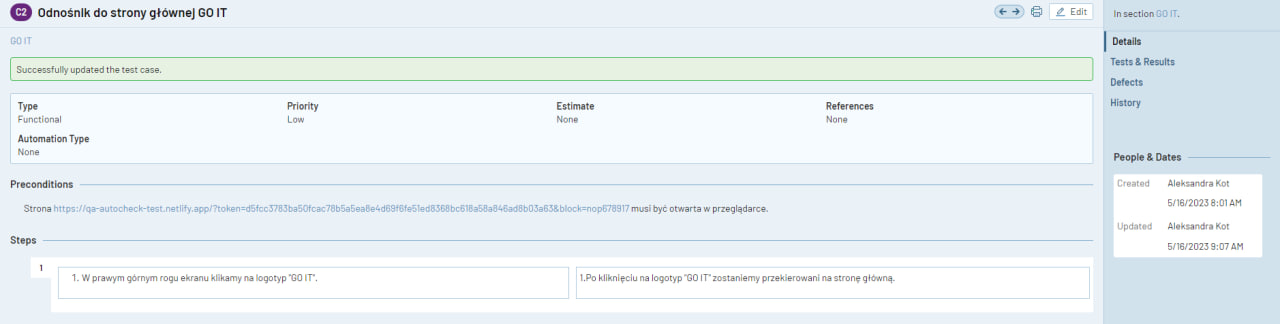 C2 Odnośnik do strony głównej GO IT
Edit
GO IT
Successfully updated the test case.
Type Priority Estimate References
Functional Low None None
Automation Type
None
Preconditions
Strona https://qa-autocheck-test.netlify.app/?token=d5fcc3783ba50fcac78b5a5ea8e4d69f6fe51ed8368bc618a58a846ad8b03a63&block=nop678917 musi być otwarta w przeglądarce.
Steps
1
1. W prawym górnym rogu ekranu klikamy na logotyp "GO IT".
1.Po kliknięciu na logotyp "GO IT" zostaniemy przekierowani na stronę główną.
In section GO IT.
Details
Tests & Results
Defects
History
People & Dates
Created Aleksandra Kot
5/16/2023 8:01 AM
Updated Aleksandra Kot
5/16/2023 9:07 AM